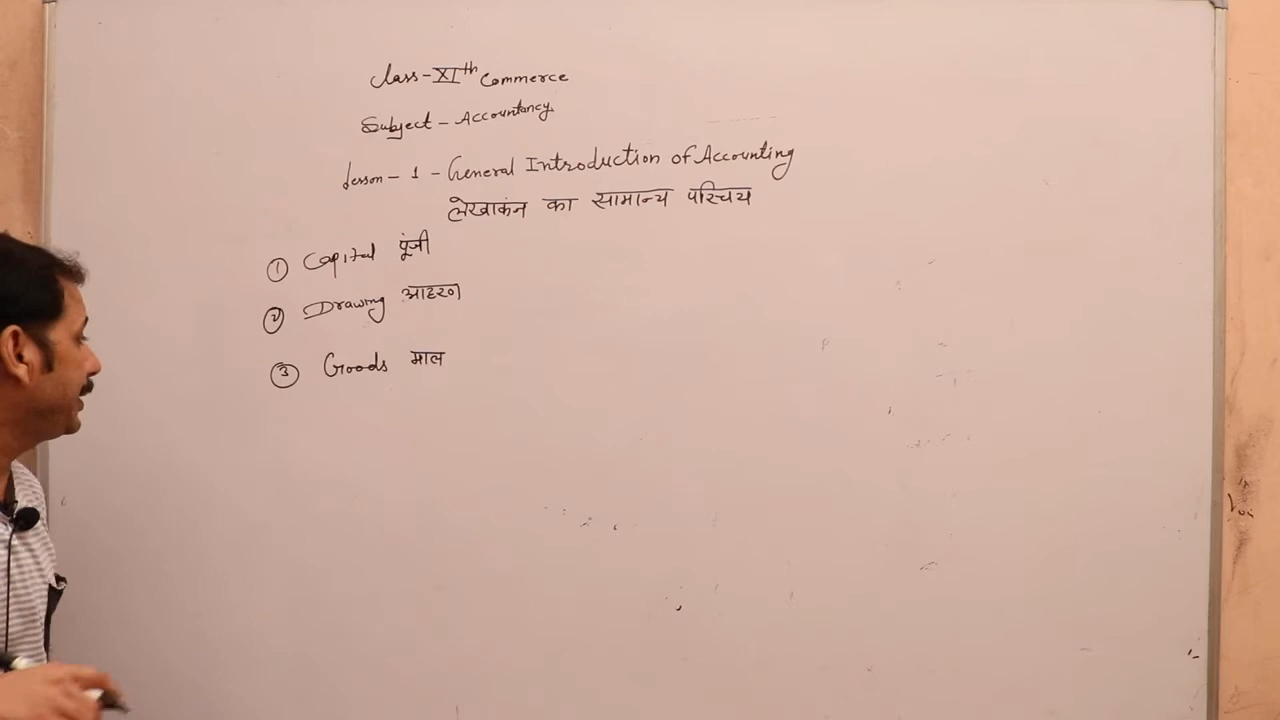 Class - XIth Commerce
Subject - Accountancy.
Lesson - 1 - General Introduction of Accounting
लेखाकंन का सामान्य परिचय
① Capital पूंजी
② Drawing आहरण
③ Goods माल